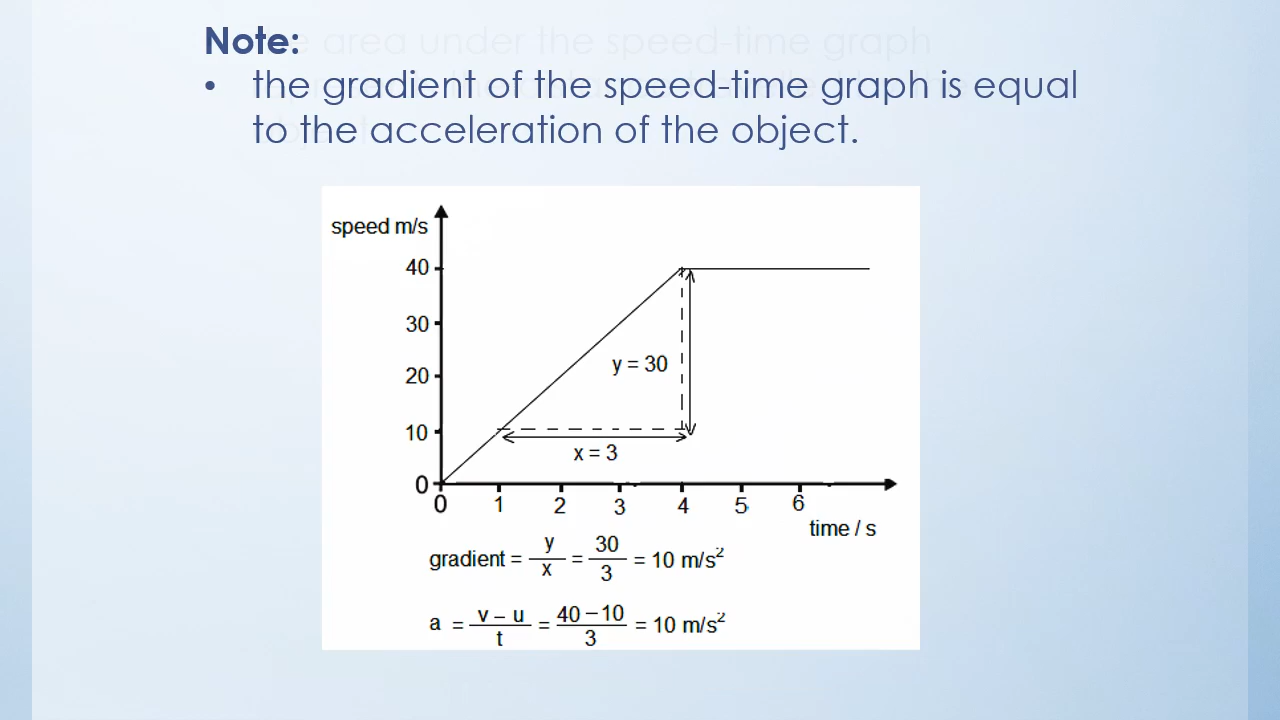 Note:
• the gradient of the speed-time graph is equal
to the acceleration of the object.
speed m/s
40
30
20
10
0
y = 30
x = 3
0 1 2 3 4 5 6
time / s
gradient = y/x = 30/3 = 10 m/s²
a = v – u/t = 40 – 10/3 = 10 m/s²